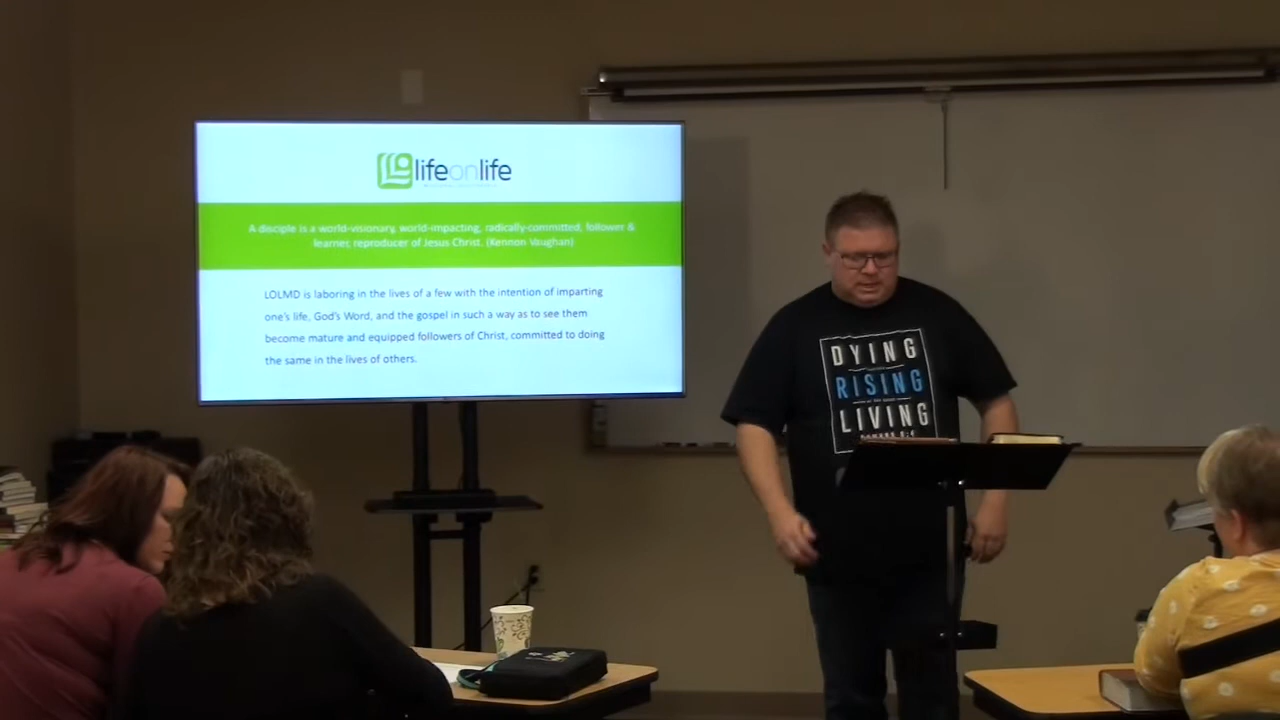 lifeonlife
A disciple is a world-visionary, world-impacting, radically-committed, follower &
learner, reproducer of Jesus Christ. (Kennon Vaughan)
LOLMD is laboring in the lives of a few with the intention of imparting
one's life, God's Word, and the gospel in such a way as to see them
become mature and equipped followers of Christ, committed to doing
the same in the lives of others.
DYING
RISING
LIVING
ROMANS 6:4